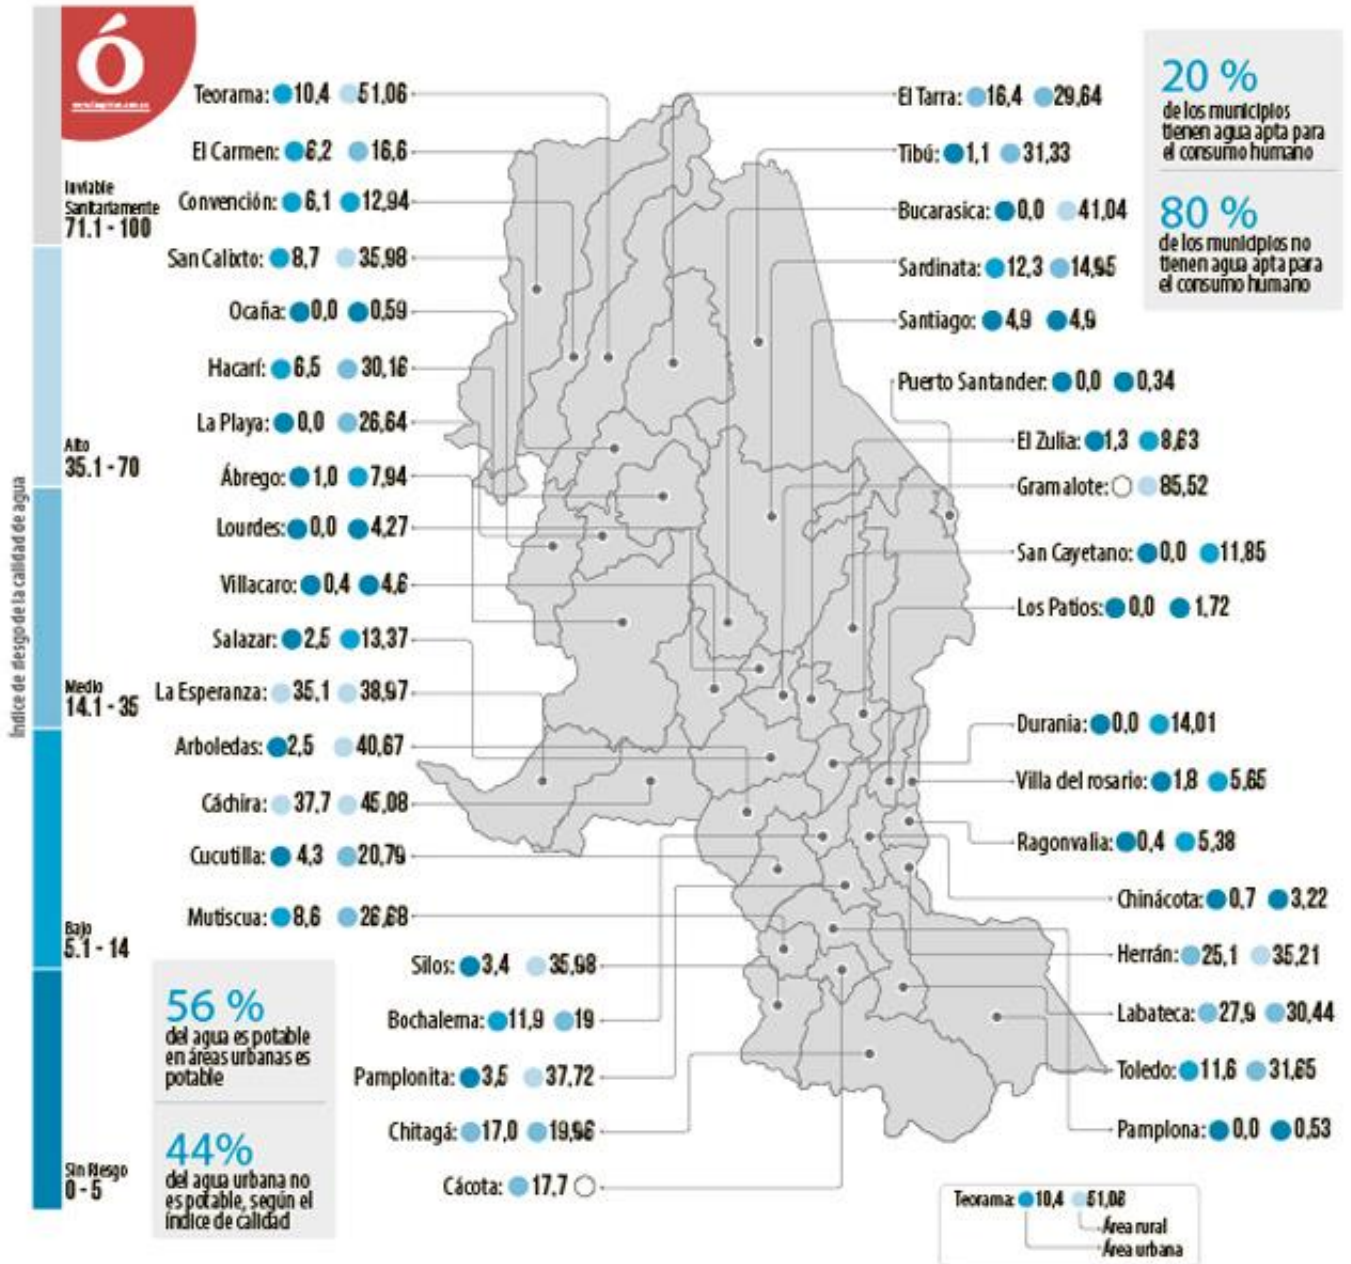 Ó
Índice de riesgo de la calidad de agua
Inviable
Sanitariamente
71.1 - 100
Alto
35.1 - 70
Medio
14.1 - 35
Bajo
5.1 - 14
Sin Riesgo
0 - 5
Teorama: 10,4 51,06
El Carmen: 6,2 16,6
Convención: 6,1 12,94
San Calixto: 8,7 35,98
Ocaña: 0,0 0,59
Hacarí: 6,5 30,16
La Playa: 0,0 26,64
Ábrego: 1,0 7,94
Lourdes: 0,0 4,27
Villacaro: 0,4 4,6
Salazar: 2,5 13,37
La Esperanza: 35,1 38,97
Arboledas: 2,5 40,67
Cáchira: 37,7 45,08
Cucutilla: 4,3 20,79
Mutiscua: 8,6 26,68
Silos: 3,4 35,98
Bochalema: 11,9 19
Pamplonita: 3,5 37,72
Chitagá: 17,0 19,96
Cácota: 17,7
56 %
del agua es potable
en áreas urbanas es
potable
44%
del agua urbana no
es potable, según el
índice de calidad
El Tarra: 16,4 29,64
Tibú: 1,1 31,33
Bucarasica: 0,0 41,04
Sardinata: 12,3 14,95
Santiago: 4,9 4,9
Puerto Santander: 0,0 0,34
El Zulia: 1,3 8,63
Gramalote: 85,52
San Cayetano: 0,0 11,85
Los Patios: 0,0 1,72
Durania: 0,0 14,01
Villa del rosario: 1,8 5,65
Ragonvalia: 0,4 5,38
Chinácota: 0,7 3,22
Herrán: 25,1 35,21
Labateca: 27,9 30,44
Toledo: 11,6 31,65
Pamplona: 0,0 0,53
20 %
de los municipios
tienen agua apta para
el consumo humano
80 %
de los municipios no
tienen agua apta para
el consumo humano
Teorama: 10,4 51,06
Área rural
Área urbana